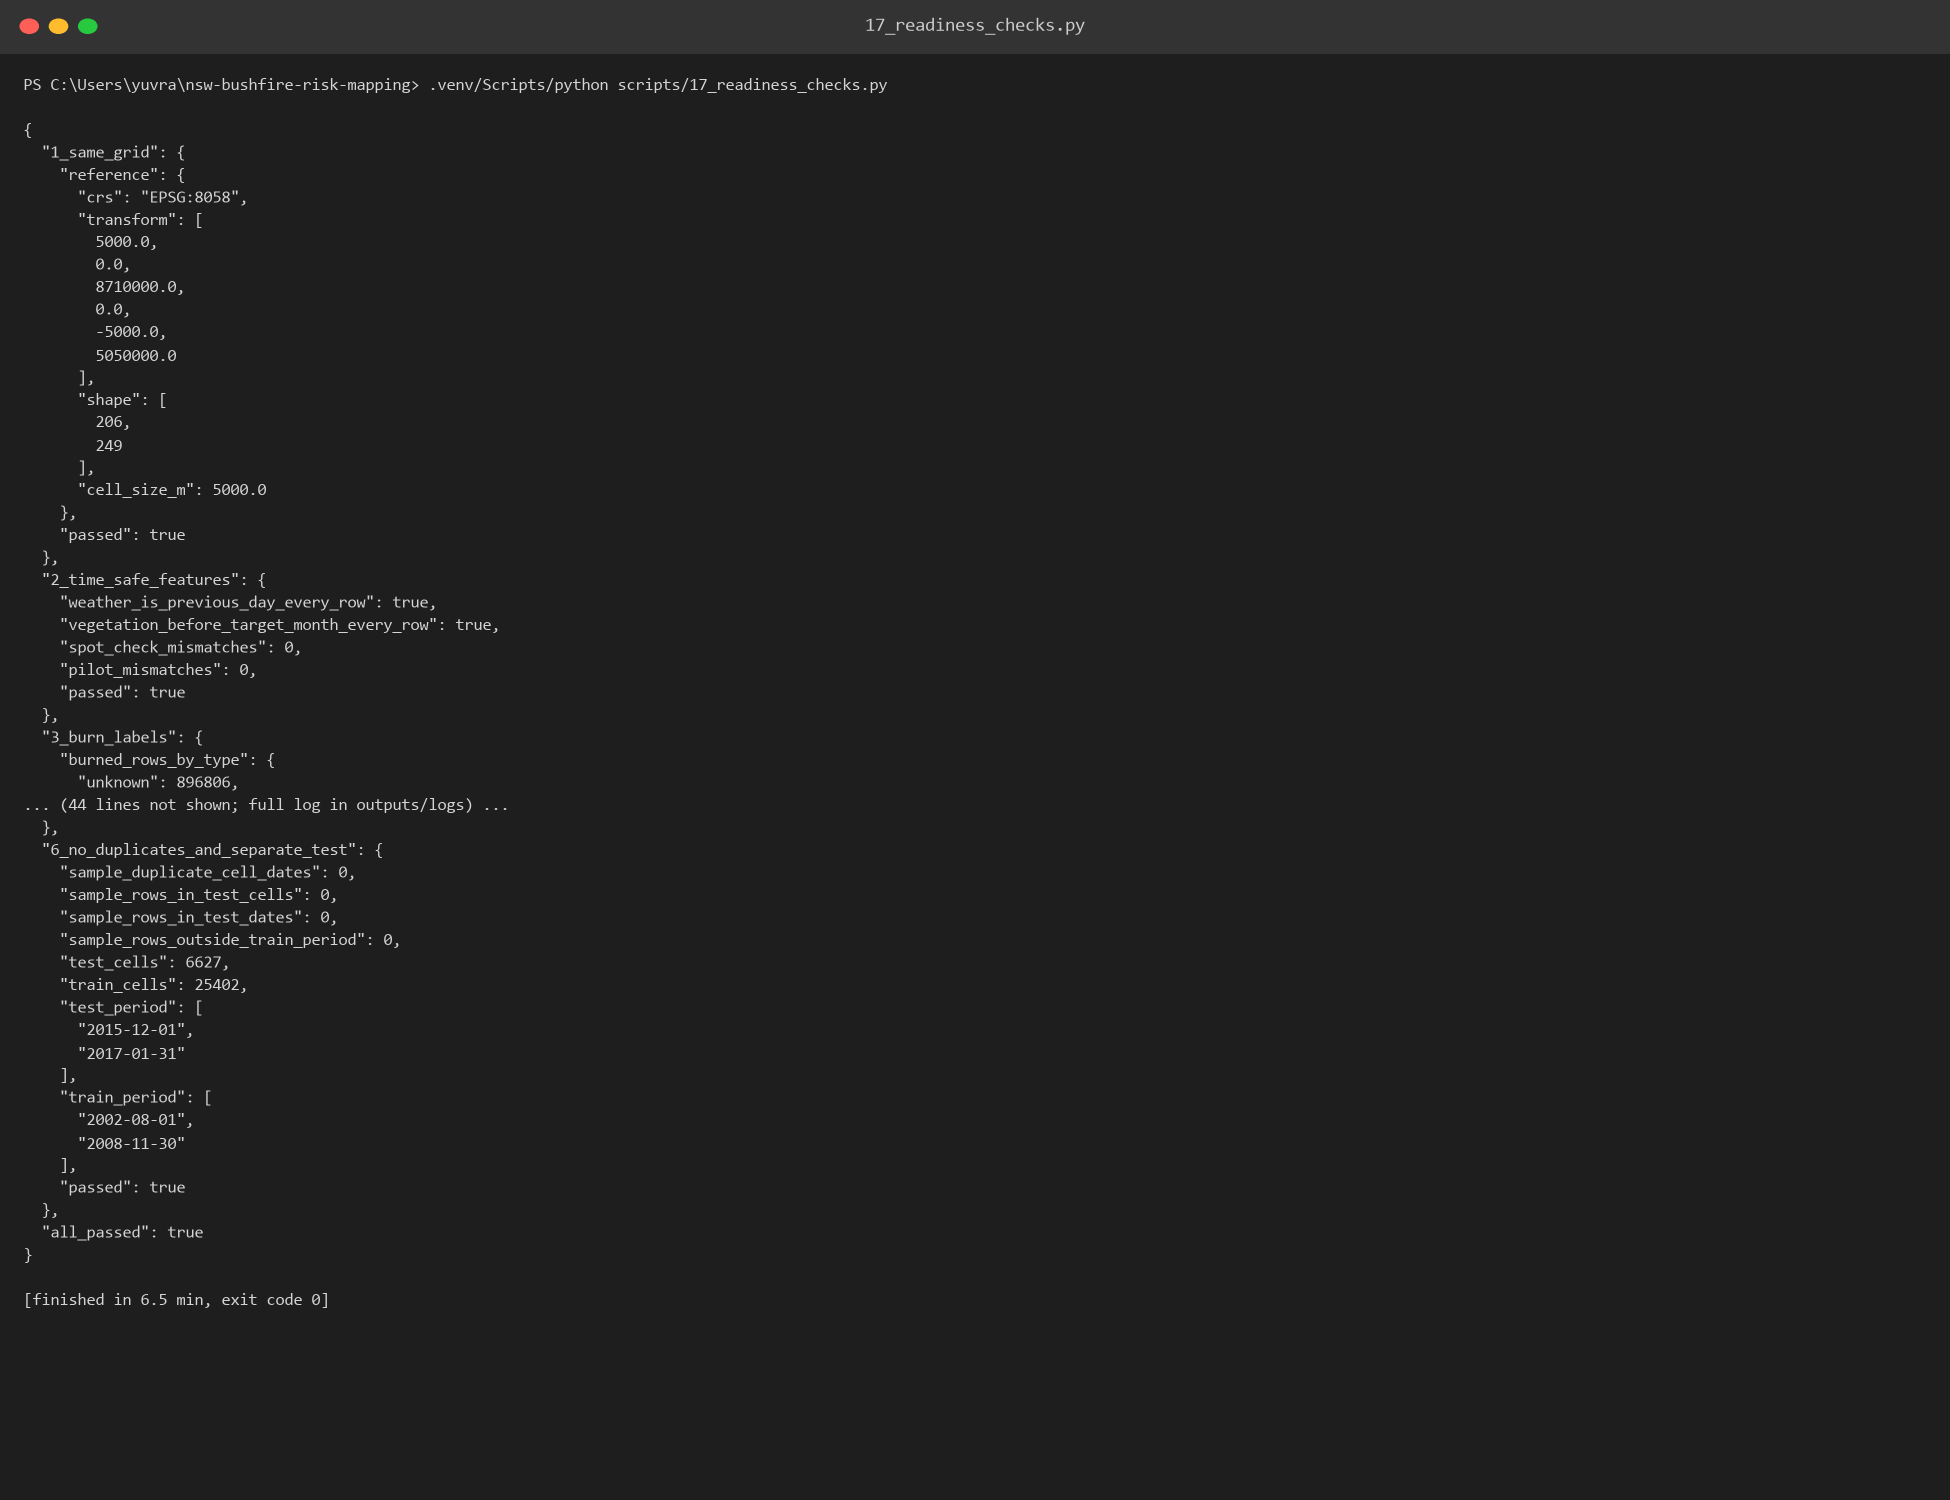 17_readiness_checks.py
PS C:\Users\yuvra\nsw-bushfire-risk-mapping> .venv/Scripts/python scripts/17_readiness_checks.py
{
  "1_same_grid": {
    "reference": {
      "crs": "EPSG:8058",
      "transform": [
        5000.0,
        0.0,
        8710000.0,
        0.0,
        -5000.0,
        5050000.0
      ],
      "shape": [
        206,
        249
      ],
      "cell_size_m": 5000.0
    },
    "passed": true
  },
  "2_time_safe_features": {
    "weather_is_previous_day_every_row": true,
    "vegetation_before_target_month_every_row": true,
    "spot_check_mismatches": 0,
    "pilot_mismatches": 0,
    "passed": true
  },
  "3_burn_labels": {
    "burned_rows_by_type": {
      "unknown": 896806,
... (44 lines not shown; full log in outputs/logs) ...
  },
  "6_no_duplicates_and_separate_test": {
    "sample_duplicate_cell_dates": 0,
    "sample_rows_in_test_cells": 0,
    "sample_rows_in_test_dates": 0,
    "sample_rows_outside_train_period": 0,
    "test_cells": 6627,
    "train_cells": 25402,
    "test_period": [
      "2015-12-01",
      "2017-01-31"
    ],
    "train_period": [
      "2002-08-01",
      "2008-11-30"
    ],
    "passed": true
  },
  "all_passed": true
}
[finished in 6.5 min, exit code 0]